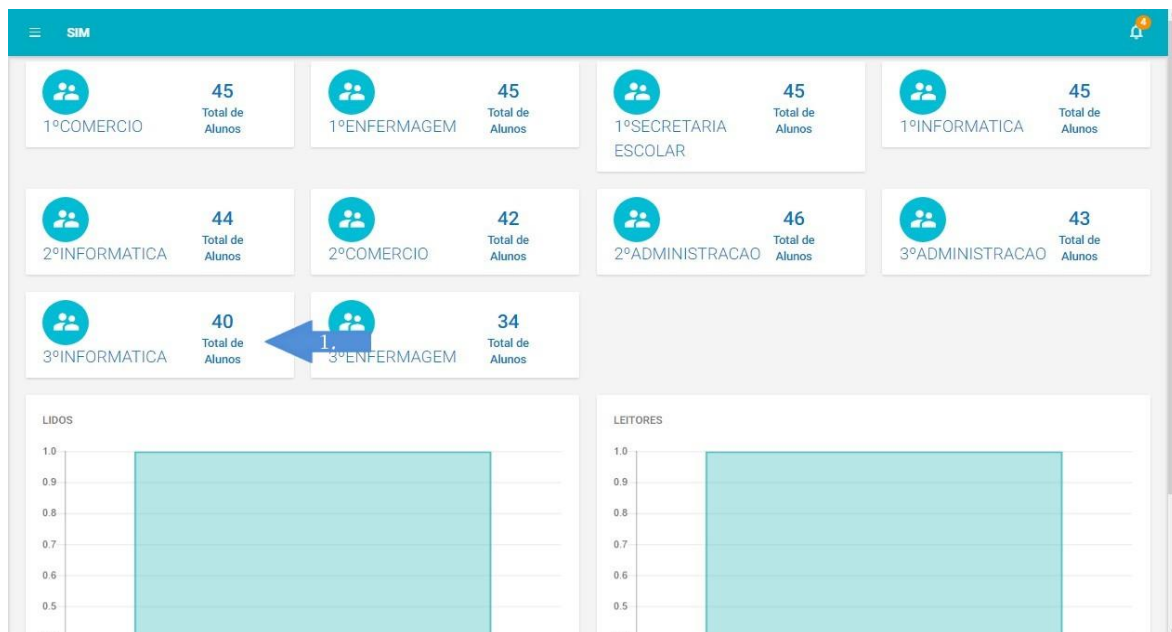 SIM
4
45
Total de
Alunos
1ºCOMERCIO
45
Total de
Alunos
1ºENFERMAGEM
45
Total de
Alunos
1ºSECRETARIA
ESCOLAR
45
Total de
Alunos
1ºINFORMATICA
44
Total de
Alunos
2ºINFORMATICA
42
Total de
Alunos
2ºCOMERCIO
46
Total de
Alunos
2ºADMINISTRACAO
43
Total de
Alunos
3ºADMINISTRACAO
40
Total de
Alunos
3ºINFORMATICA
1.
34
Total de
Alunos
3ºENFERMAGEM
LIDOS
1.0
0.9
0.8
0.7
0.6
0.5
LEITORES
1.0
0.9
0.8
0.7
0.6
0.5